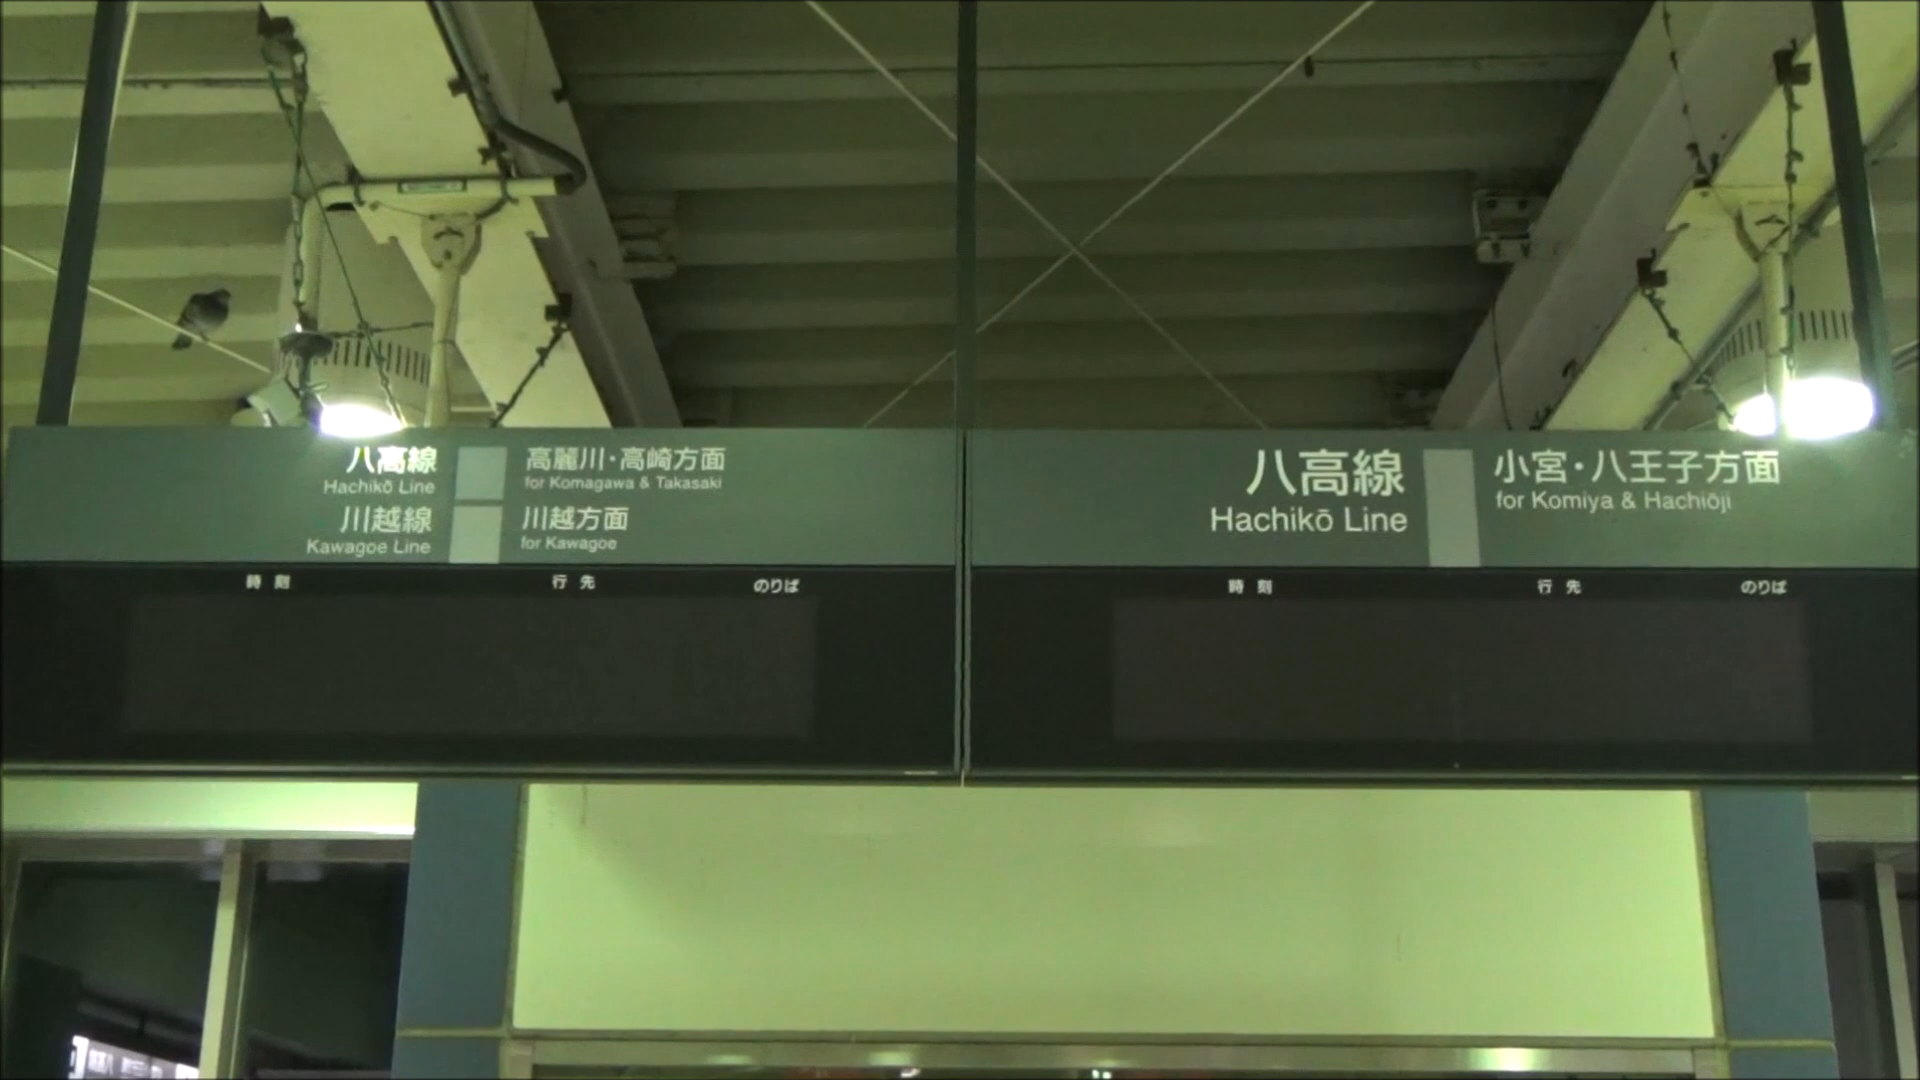 八高線
Hachikō Line
高麗川・高崎方面
for Komagawa & Takasaki
川越線
Kawagoe Line
川越方面
for Kawagoe
時刻 行先 のりば
八高線
Hachikō Line
小宮・八王子方面
for Komiya & Hachiōji
時刻 行先 のりば